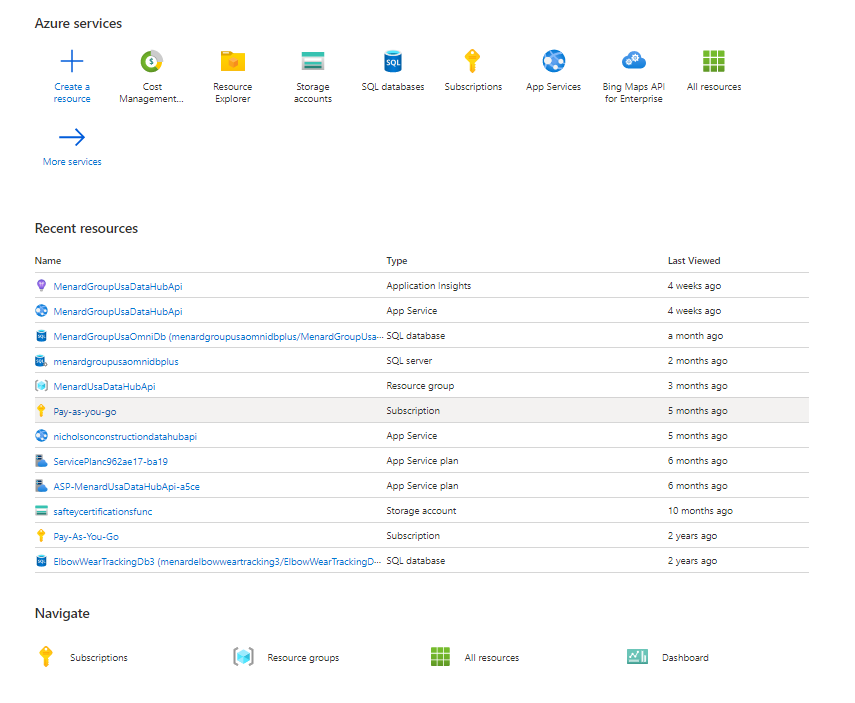 Azure services
Create a resource
Cost Management...
Resource Explorer
Storage accounts
SQL databases
Subscriptions
App Services
Bing Maps API for Enterprise
All resources
More services
Recent resources
Name Type Last Viewed
MenardGroupUsaDataHubApi Application Insights 4 weeks ago
MenardGroupUsaDataHubApi App Service 4 weeks ago
MenardGroupUsaOmniDb (menardgroupusaomnidbplus/MenardGroupUsa... SQL database a month ago
menardgroupusaomnidbplus SQL server 2 months ago
MenardUsaDataHubApi Resource group 3 months ago
Pay-as-you-go Subscription 5 months ago
nicholsonconstructiondatahubapi App Service 5 months ago
ServicePlanc962ae17-ba19 App Service plan 6 months ago
ASP-MenardUsaDataHubApi-a5ce App Service plan 6 months ago
safteycertificationsfunc Storage account 10 months ago
Pay-As-You-Go Subscription 2 years ago
ElbowWearTrackingDb3 (menardelbowweartracking3/ElbowWearTrackingD... SQL database 2 years ago
Navigate
Subscriptions Resource groups All resources Dashboard